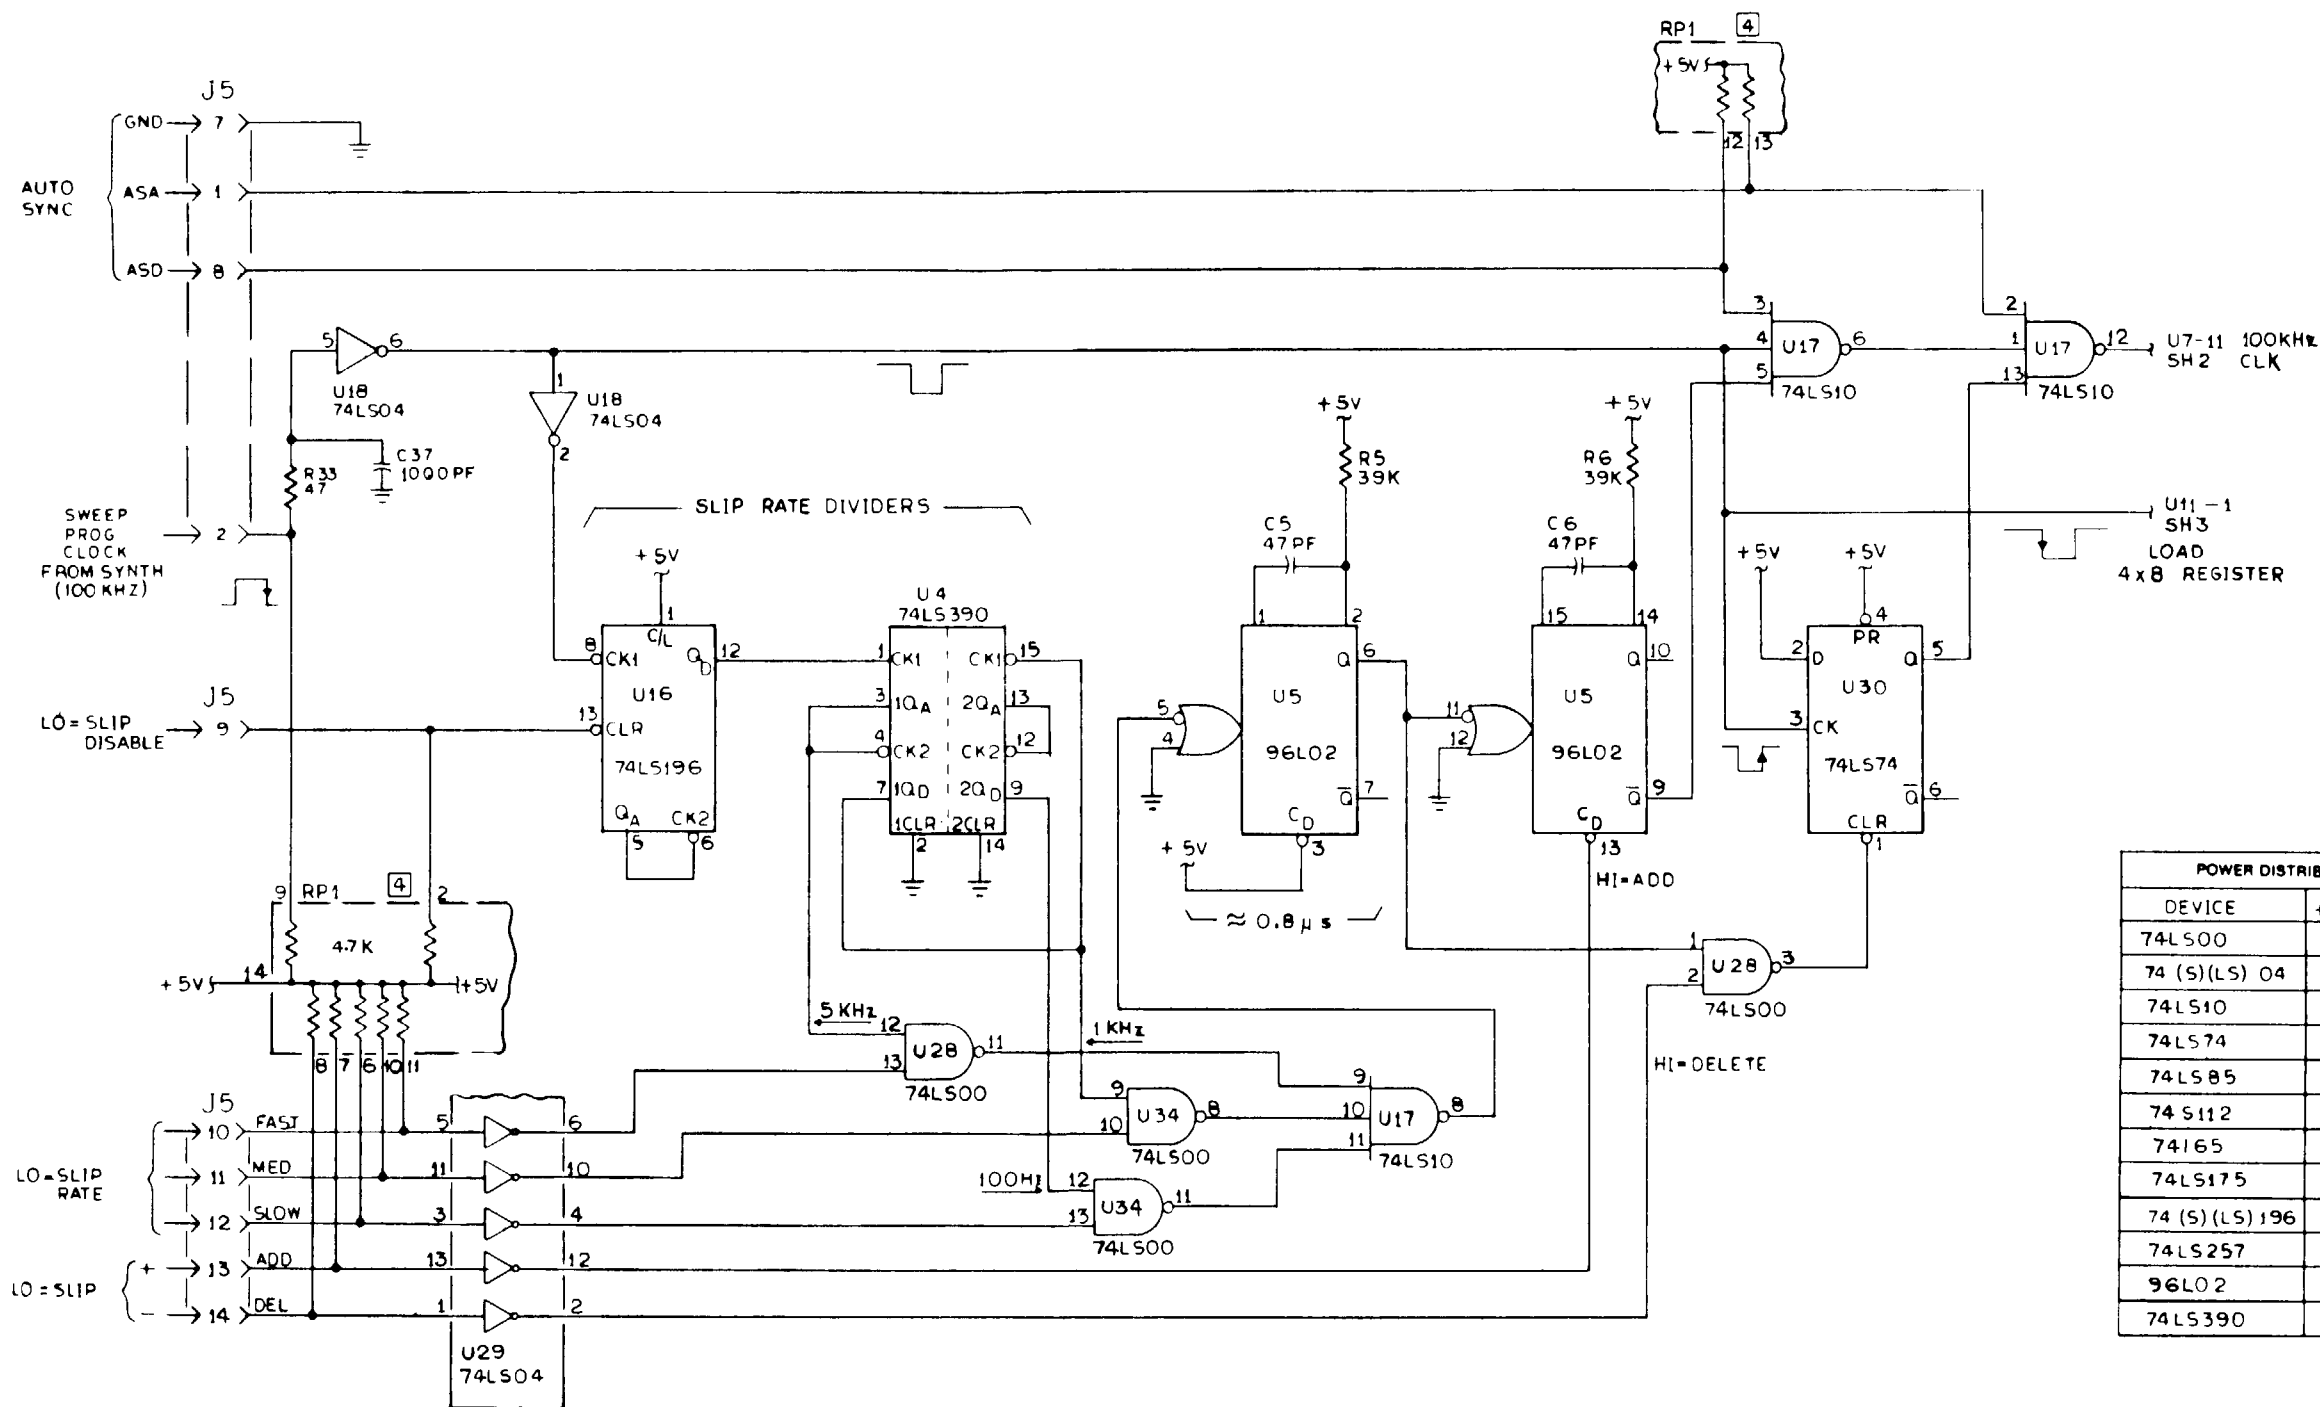 RP1 4
+5V
12 13
J5
GND 7
AUTO
SYNC
ASA 1
ASD 8
5 6
U18
74LS04
1
U18
74LS04
2
R33
47
C37
1000PF
3
4 U17 6
5
74LS10
2
1 U17 12
13
74LS10
U7-11 100KHz
SH2 CLK
SWEEP
PROG
CLOCK
FROM SYNTH
(100 KHZ)
2
SLIP RATE DIVIDERS
+5V
R5
39K
C5
47PF
+5V
R6
39K
C6
47PF
U11-1
SH3
LOAD
4x8 REGISTER
J5
LO=SLIP
DISABLE
9
+5V
1
C/L
8 CK1 QD 12
U16
13 CLR
74LS196
QA CK2
5 6
U4
74LS390
1 CK1 CK1 15
3 1QA 2QA 13
4 CK2 CK2 12
7 1QD 2QD 9
1CLR 2CLR
2 14
1 2
Q 6
U5
5
4
96L02
Q 7
CD
3
+5V
≈ 0.8 µs
15 14
Q 10
U5
11
12
96L02
Q 9
CD
13
HI=ADD
+5V +5V
4
PR
2 D Q 5
U30
3 CK
74LS74
Q 6
CLR
1
9 RP1 4 2
4.7K
+5V 14 +5V
8 7 6 10 11
5 KHz 12
13 U28 11
74LS00
1 KHz
9
10 U34 8
74LS00
100HZ 12
13 U34 11
74LS00
9
10 U17 8
11
74LS10
1
2 U28 3
74LS00
HI=DELETE
J5
LO=SLIP
RATE
10 FAST 5 6
11 MED 11 10
12 SLOW 3 4
LO=SLIP
+ 13 ADD 13 12
- 14 DEL 1 2
U29
74LS04
POWER DISTRIB
DEVICE +
74LS00
74 (S)(LS) 04
74LS10
74LS74
74LS85
74S112
74165
74LS175
74 (S)(LS) 196
74LS257
96L02
74LS390